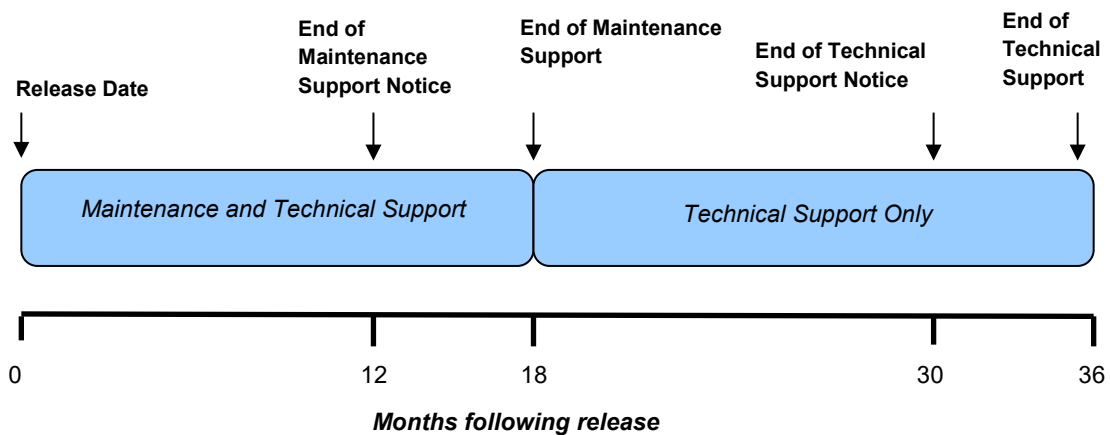 Release Date
End of
Maintenance
Support Notice
End of Maintenance
Support
End of Technical
Support Notice
End of
Technical
Support
Maintenance and Technical Support
Technical Support Only
0
12
18
30
36
Months following release